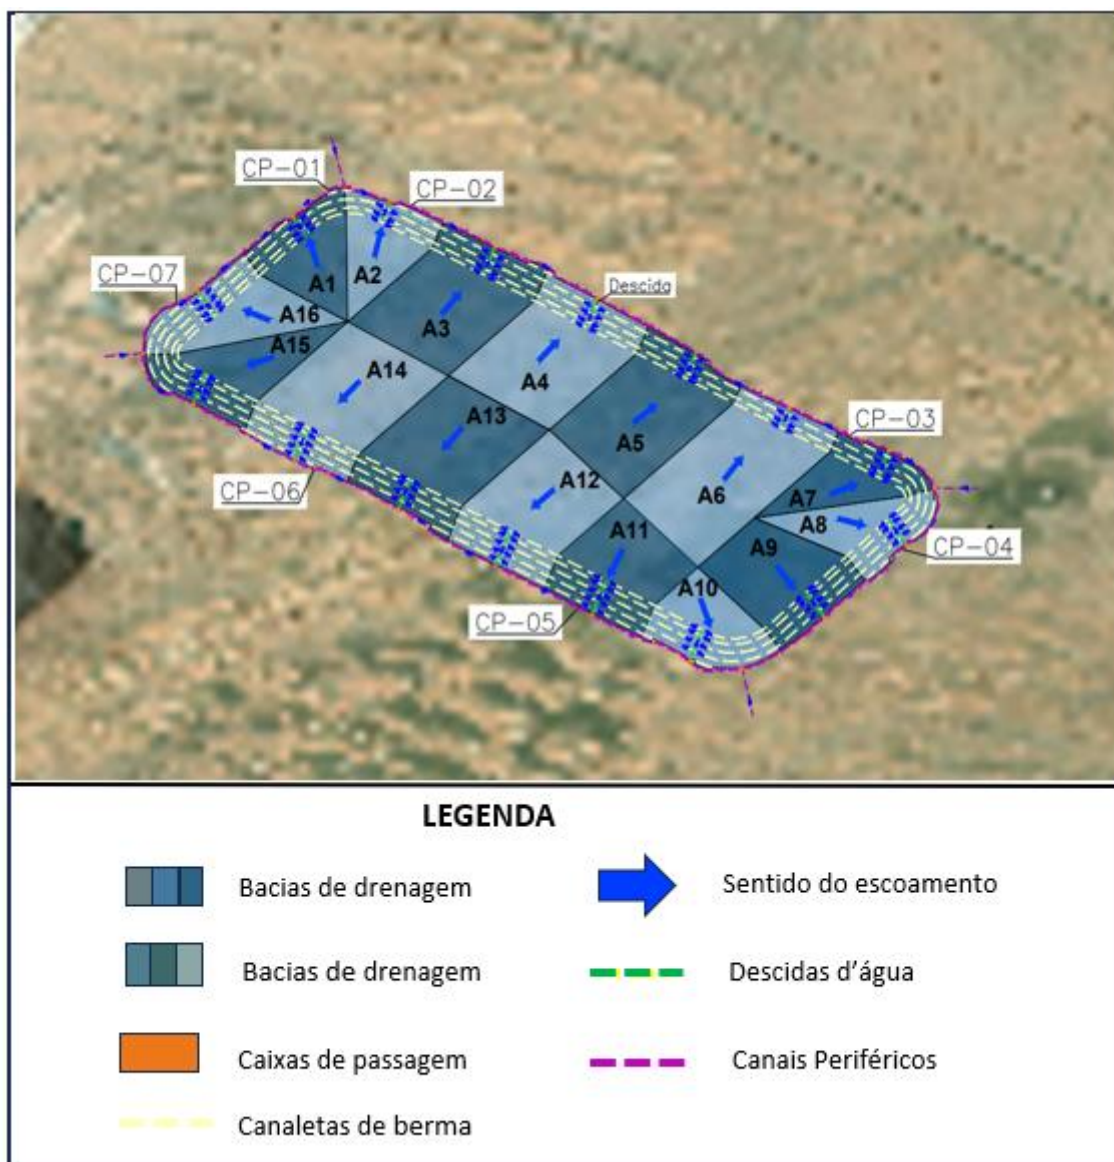 CP-01
CP-02
CP-07
A1
A2
Descida
A16
A3
A15
A14
A4
A13
A5
CP-03
CP-06
A12
A6
A7
A8
A11
A9
CP-04
A10
CP-05
LEGENDA
Bacias de drenagem
Sentido do escoamento
Bacias de drenagem
Descidas d'água
Caixas de passagem
Canais Periféricos
Canaletas de berma